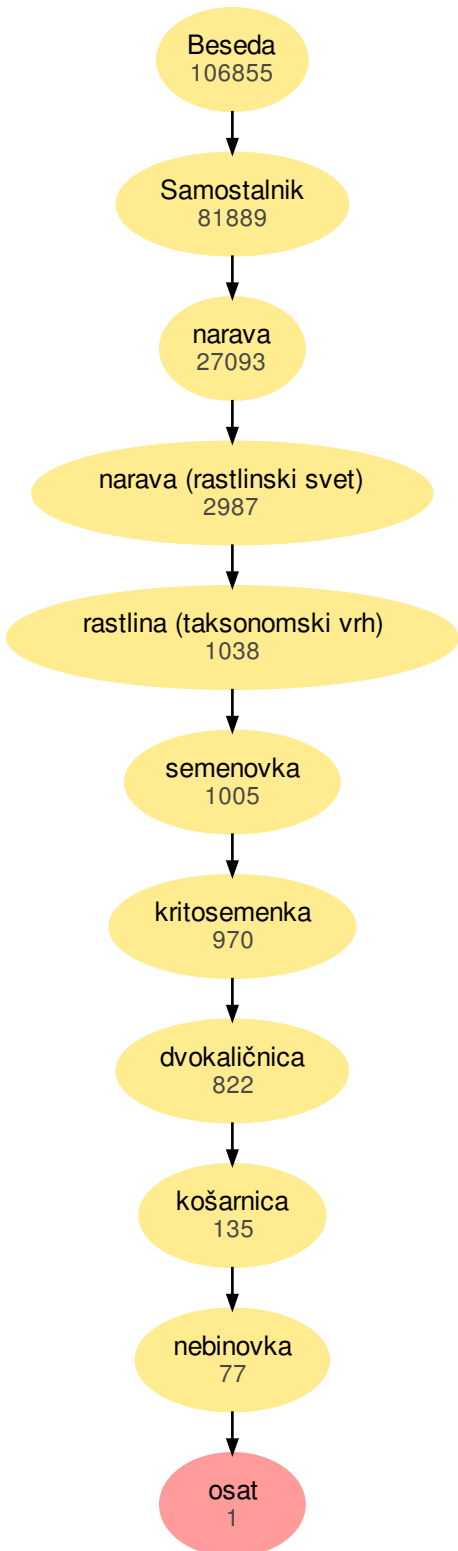 Beseda
106855
Samostalnik
81889
narava
27093
narava (rastlinski svet)
2987
rastlina (taksonomski vrh)
1038
semenovka
1005
kritosemenka
970
dvokaličnica
822
košarnica
135
nebinovka
77
osat
1